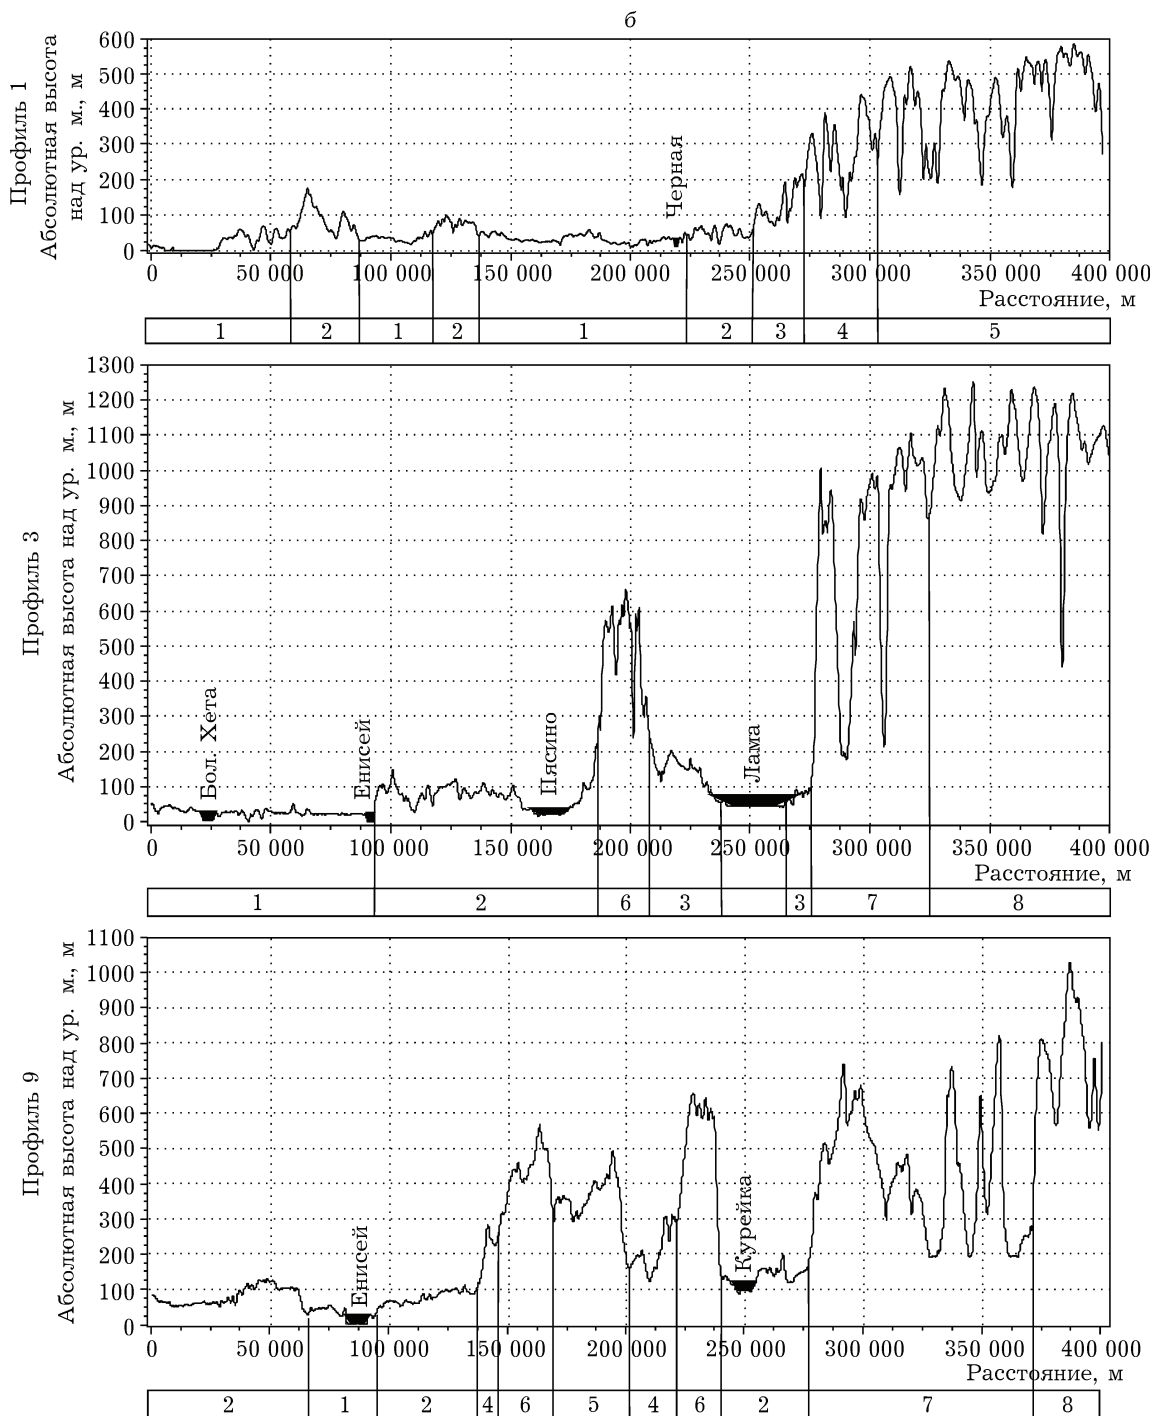 б
Профиль 1
Абсолютная высота
над ур. м., м
600
500
400
300
200
100
0
Черная
0 50 000 100 000 150 000 200 000 250 000 300 000 350 000 400 000
Расстояние, м
1 2 1 2 1 2 3 4 5
Профиль 3
Абсолютная высота над ур. м., м
1300
1200
1100
1000
900
800
700
600
500
400
300
200
100
0
Бол. Хета
Енисей
Пясино
Лама
0 50 000 100 000 150 000 200 000 250 000 300 000 350 000 400 000
Расстояние, м
1 2 6 3 3 7 8
Профиль 9
Абсолютная высота над ур. м., м
1100
1000
900
800
700
600
500
400
300
200
100
0
Енисей
Курейка
0 50 000 100 000 150 000 200 000 250 000 300 000 350 000 400 000
Расстояние, м
2 1 2 4 6 5 4 6 2 7 8